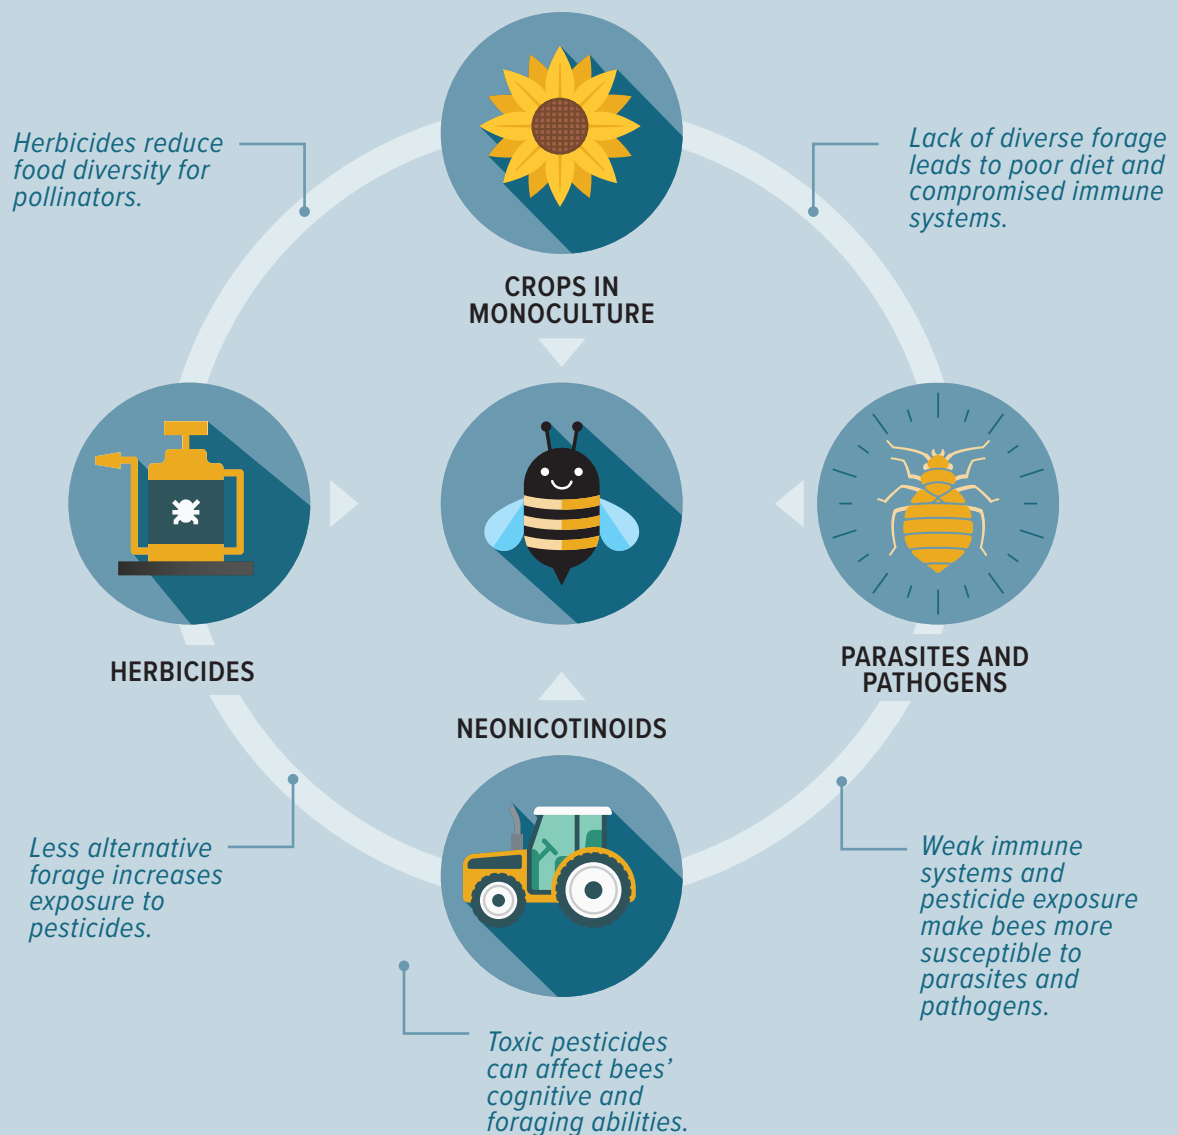 Herbicides reduce
food diversity for
pollinators.
Lack of diverse forage
leads to poor diet and
compromised immune
systems.
CROPS IN
MONOCULTURE
HERBICIDES
PARASITES AND
PATHOGENS
NEONICOTINOIDS
Less alternative
forage increases
exposure to
pesticides.
Weak immune
systems and
pesticide exposure
make bees more
susceptible to
parasites and
pathogens.
Toxic pesticides
can affect bees’
cognitive and
foraging abilities.